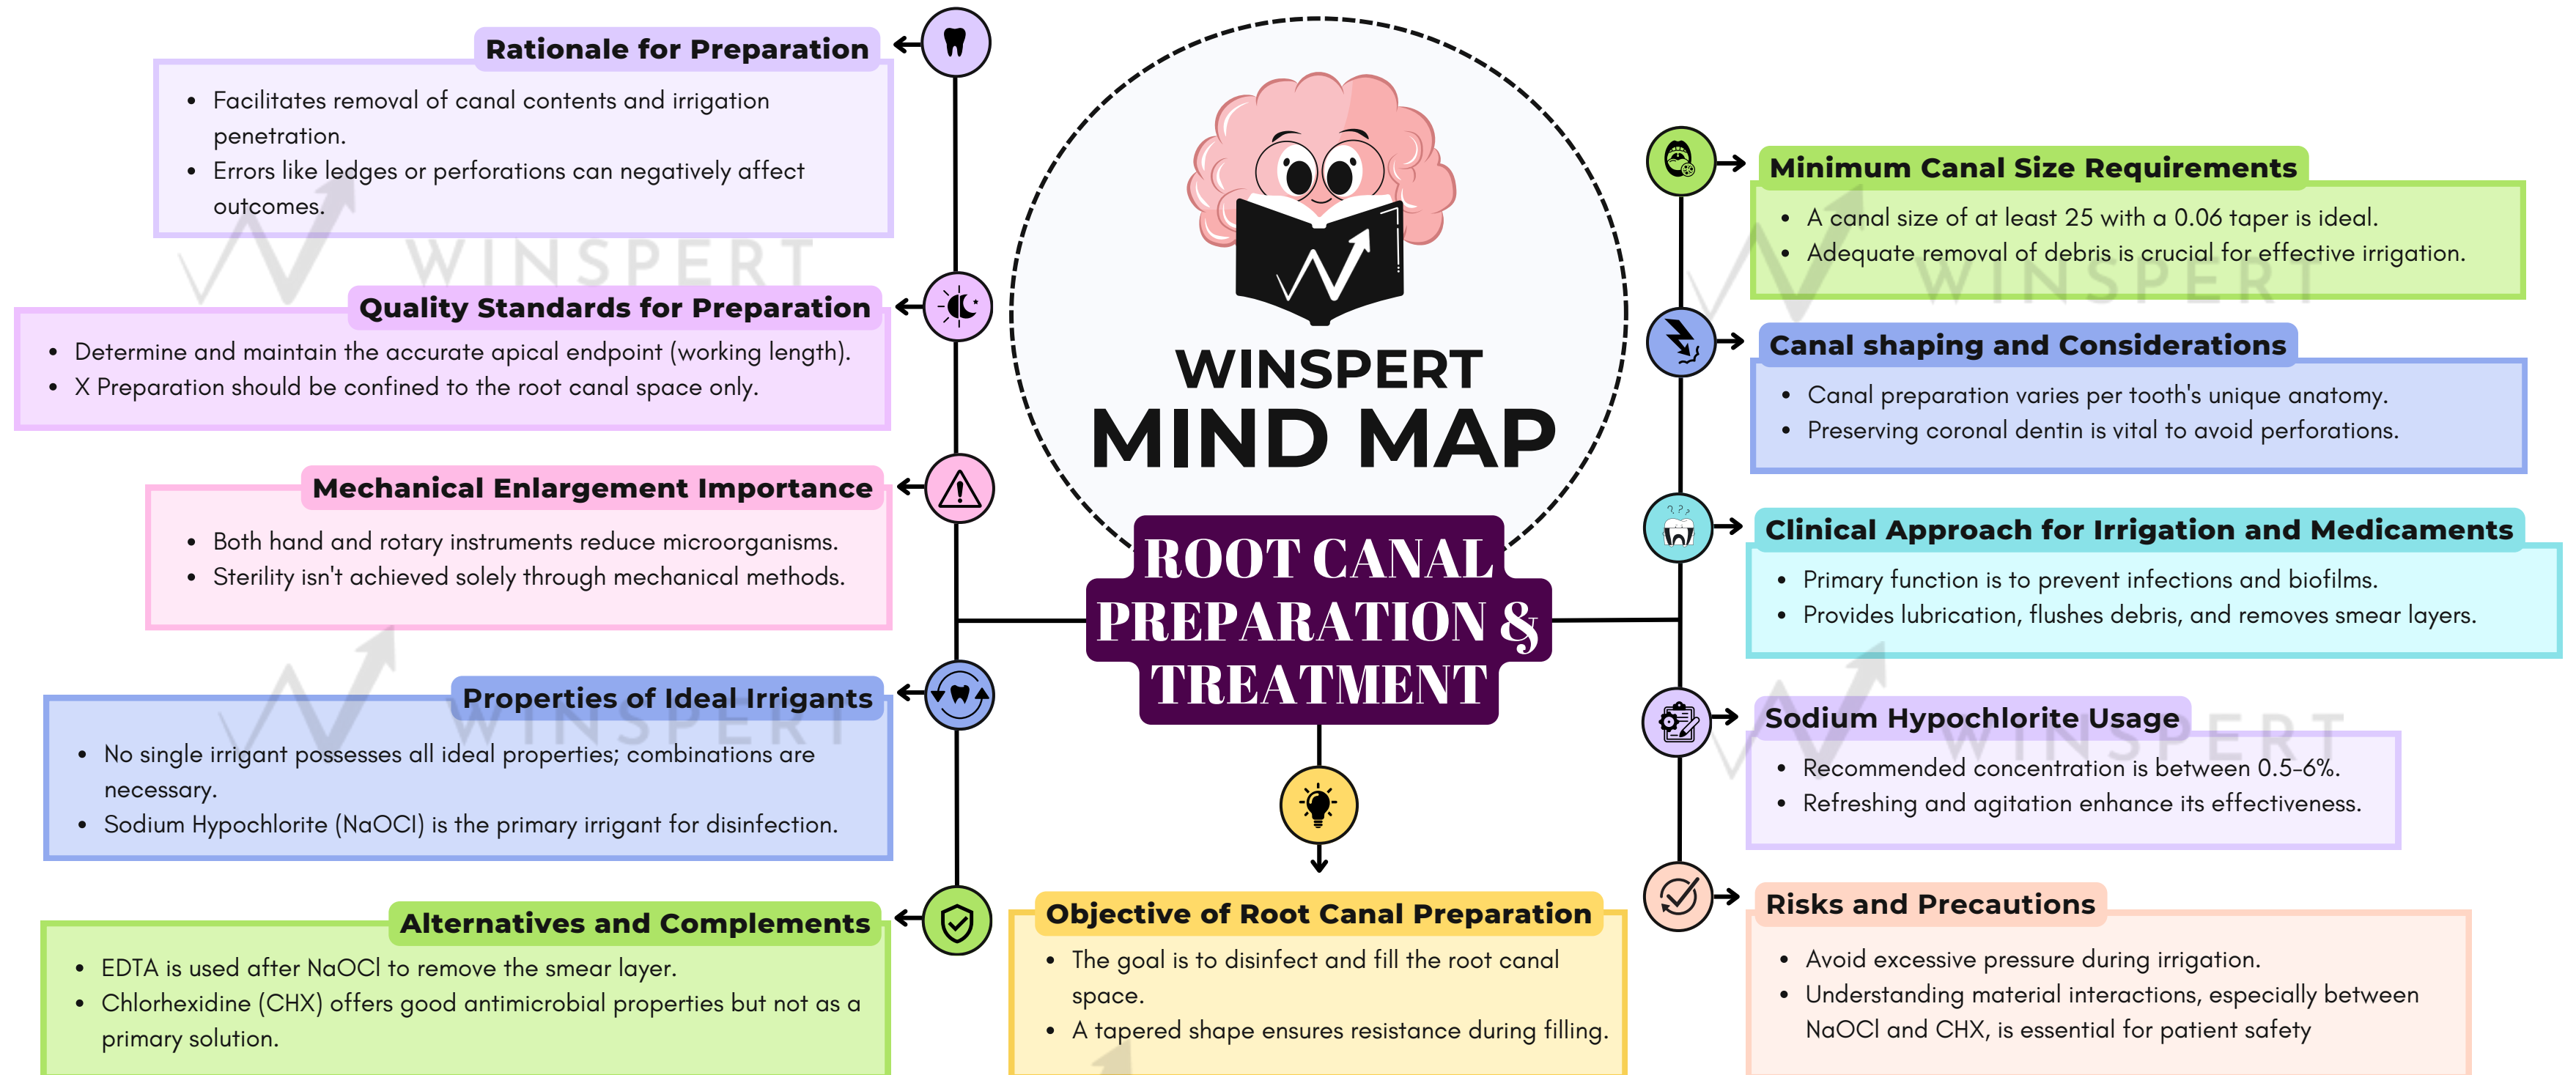 Rationale for Preparation
• Facilitates removal of canal contents and irrigation
penetration.
• Errors like ledges or perforations can negatively affect
outcomes.
WINSPERT
Quality Standards for Preparation
• Determine and maintain the accurate apical endpoint (working length).
• X Preparation should be confined to the root canal space only.
Mechanical Enlargement Importance
• Both hand and rotary instruments reduce microorganisms.
• Sterility isn't achieved solely through mechanical methods.
Properties of Ideal Irrigants
WINSPERT
• No single irrigant possesses all ideal properties; combinations are
necessary.
• Sodium Hypochlorite (NaOCl) is the primary irrigant for disinfection.
Alternatives and Complements
• EDTA is used after NaOCl to remove the smear layer.
• Chlorhexidine (CHX) offers good antimicrobial properties but not as a
primary solution.
WINSPERT
MIND MAP
ROOT CANAL
PREPARATION &
TREATMENT
???
Objective of Root Canal Preparation
• The goal is to disinfect and fill the root canal
space.
• A tapered shape ensures resistance during filling.
Minimum Canal Size Requirements
• A canal size of at least 25 with a 0.06 taper is ideal.
• Adequate removal of debris is crucial for effective irrigation.
WINSPERT
Canal shaping and Considerations
• Canal preparation varies per tooth's unique anatomy.
• Preserving coronal dentin is vital to avoid perforations.
Clinical Approach for Irrigation and Medicaments
• Primary function is to prevent infections and biofilms.
• Provides lubrication, flushes debris, and removes smear layers.
Sodium Hypochlorite Usage
WINSPERT
• Recommended concentration is between 0.5-6%.
• Refreshing and agitation enhance its effectiveness.
Risks and Precautions
• Avoid excessive pressure during irrigation.
• Understanding material interactions, especially between
NaOCl and CHX, is essential for patient safety